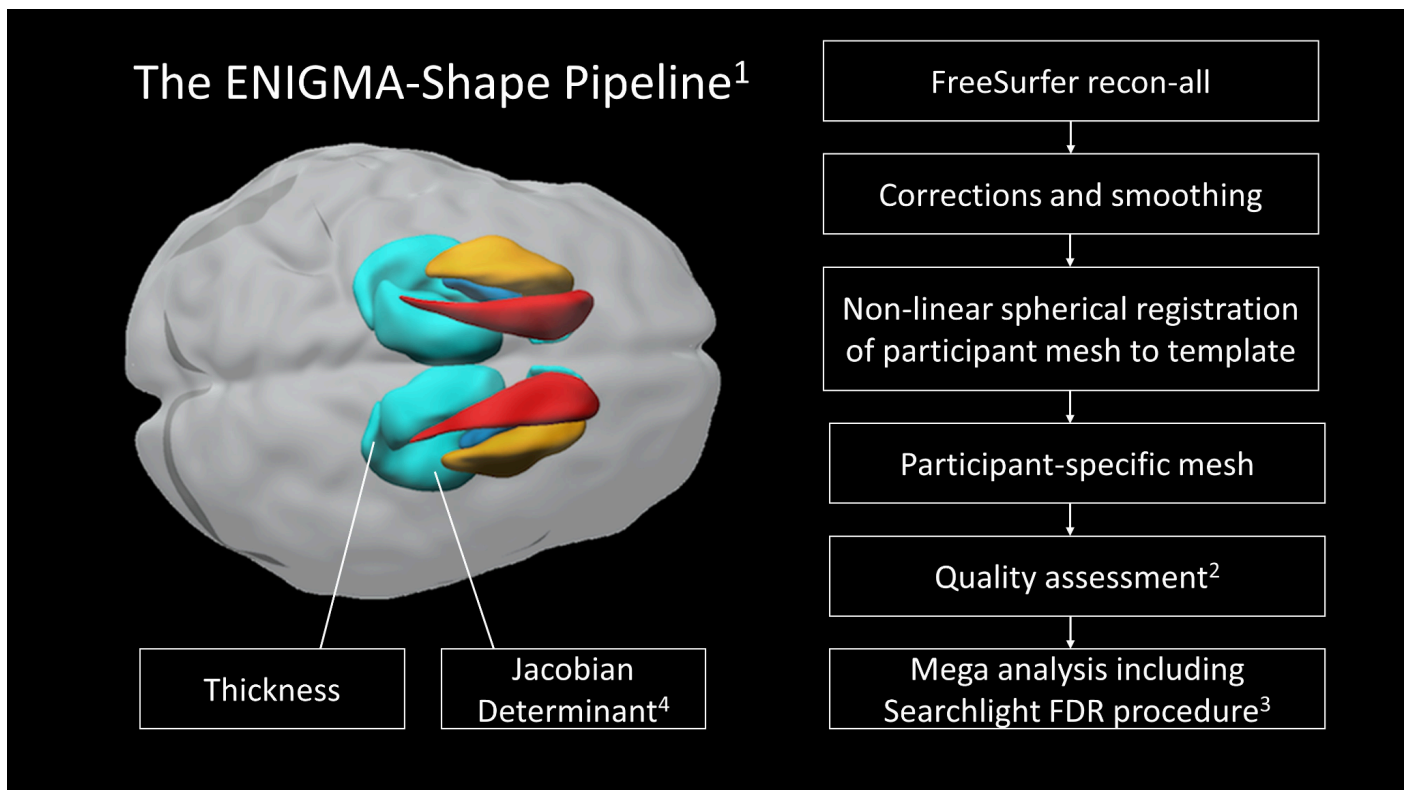 The ENIGMA-Shape Pipeline¹
FreeSurfer recon-all
Corrections and smoothing
Non-linear spherical registration
of participant mesh to template
Participant-specific mesh
Quality assessment²
Mega analysis including
Searchlight FDR procedure³
Thickness
Jacobian
Determinant⁴